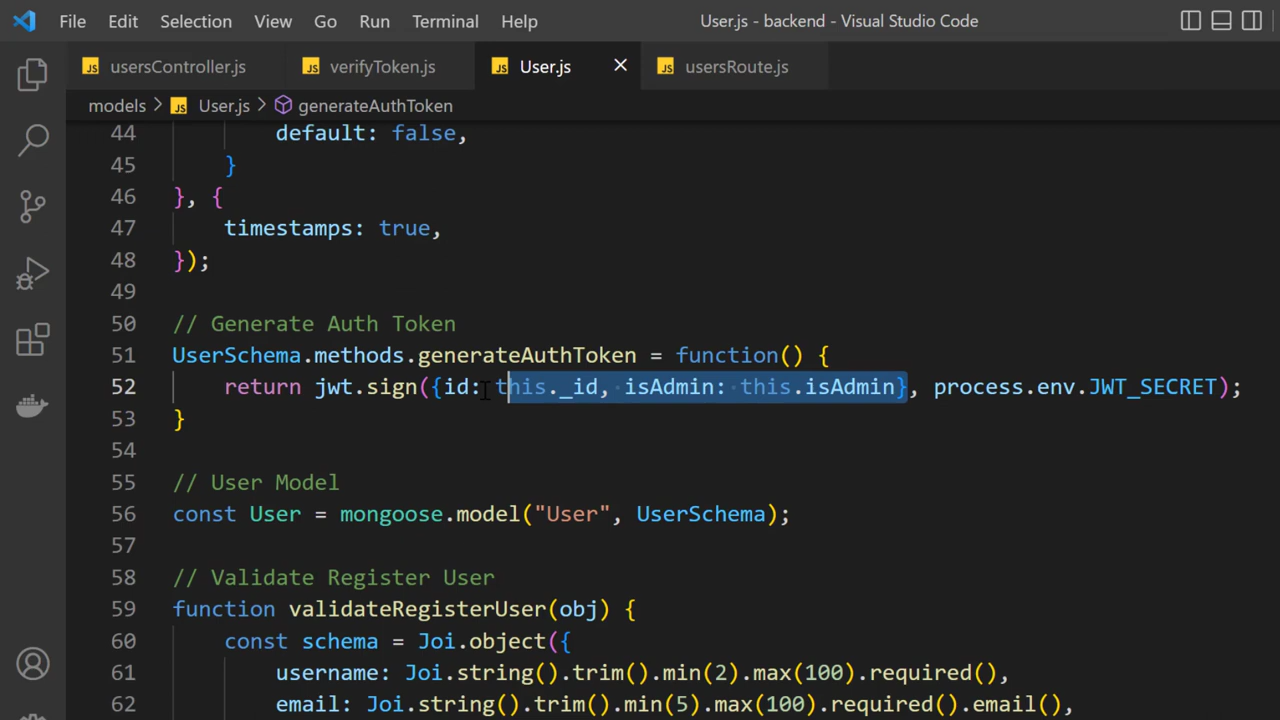 File Edit Selection View Go Run Terminal Help User.js - backend - Visual Studio Code
JS usersController.js JS verifyToken.js JS User.js JS usersRoute.js
models > JS User.js > generateAuthToken
44 default: false,
45 }
46 }, {
47 timestamps: true,
48 });
49
50 // Generate Auth Token
51 UserSchema.methods.generateAuthToken = function() {
52 return jwt.sign({id: this._id, isAdmin: this.isAdmin}, process.env.JWT_SECRET);
53 }
54
55 // User Model
56 const User = mongoose.model("User", UserSchema);
57
58 // Validate Register User
59 function validateRegisterUser(obj) {
60 const schema = Joi.object({
61 username: Joi.string().trim().min(2).max(100).required(),
62 email: Joi.string().trim().min(5).max(100).required().email(),